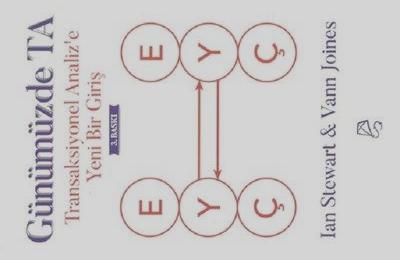 Günümüzde TA
Transaksiyonel Analiz'e
Yeni Bir Giriş
3. BASKI
E E
Y Y
Ç Ç
Ian Stewart & Vann Joines